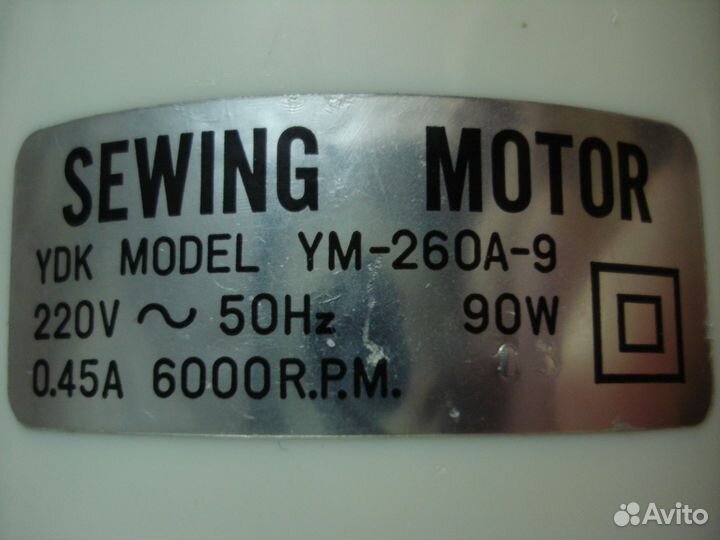 SEWING MOTOR
YDK MODEL YM-260A-9
220V ~ 50Hz 90W
0.45A 6000R.P.M.
Avito